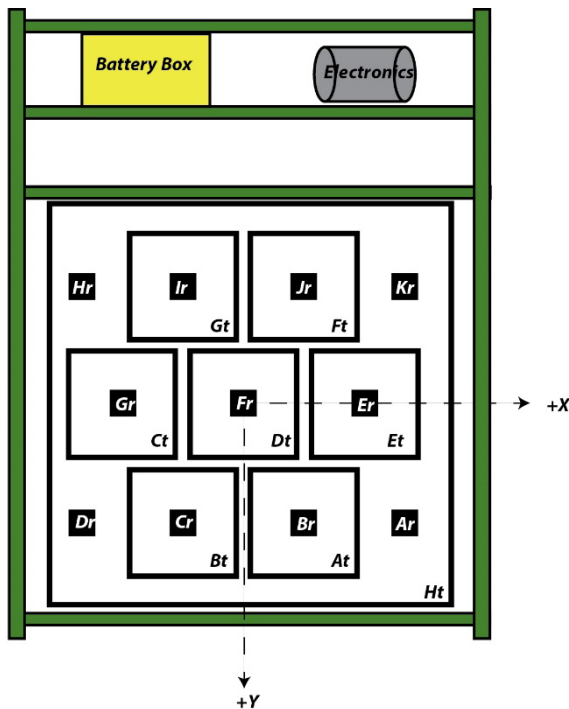 Battery Box
Electronics
Hr
Ir
Jr
Kr
Gt
Ft
Gr
Fr
Er
+X
Ct
Dt
Et
Dr
Cr
Br
Ar
Bt
At
Ht
+Y